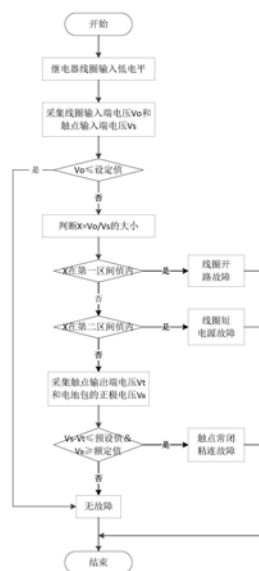 开始
继电器线圈输入低电平
采集线圈输入端电压Vo和
触点输入端电压Vs
是
Vo≤设定值
否
判断X=Vo/Vs的大小
X在第一区间值内
是
线圈开
路故障
否
X在第二区间值内
是
线圈短
电源故障
否
采集触点输出端电压Vt
和电池包的正极电压VB
Vs-Vt≤预设值&
VB≥额定值
是
触点常闭
粘连故障
否
无故障
结束